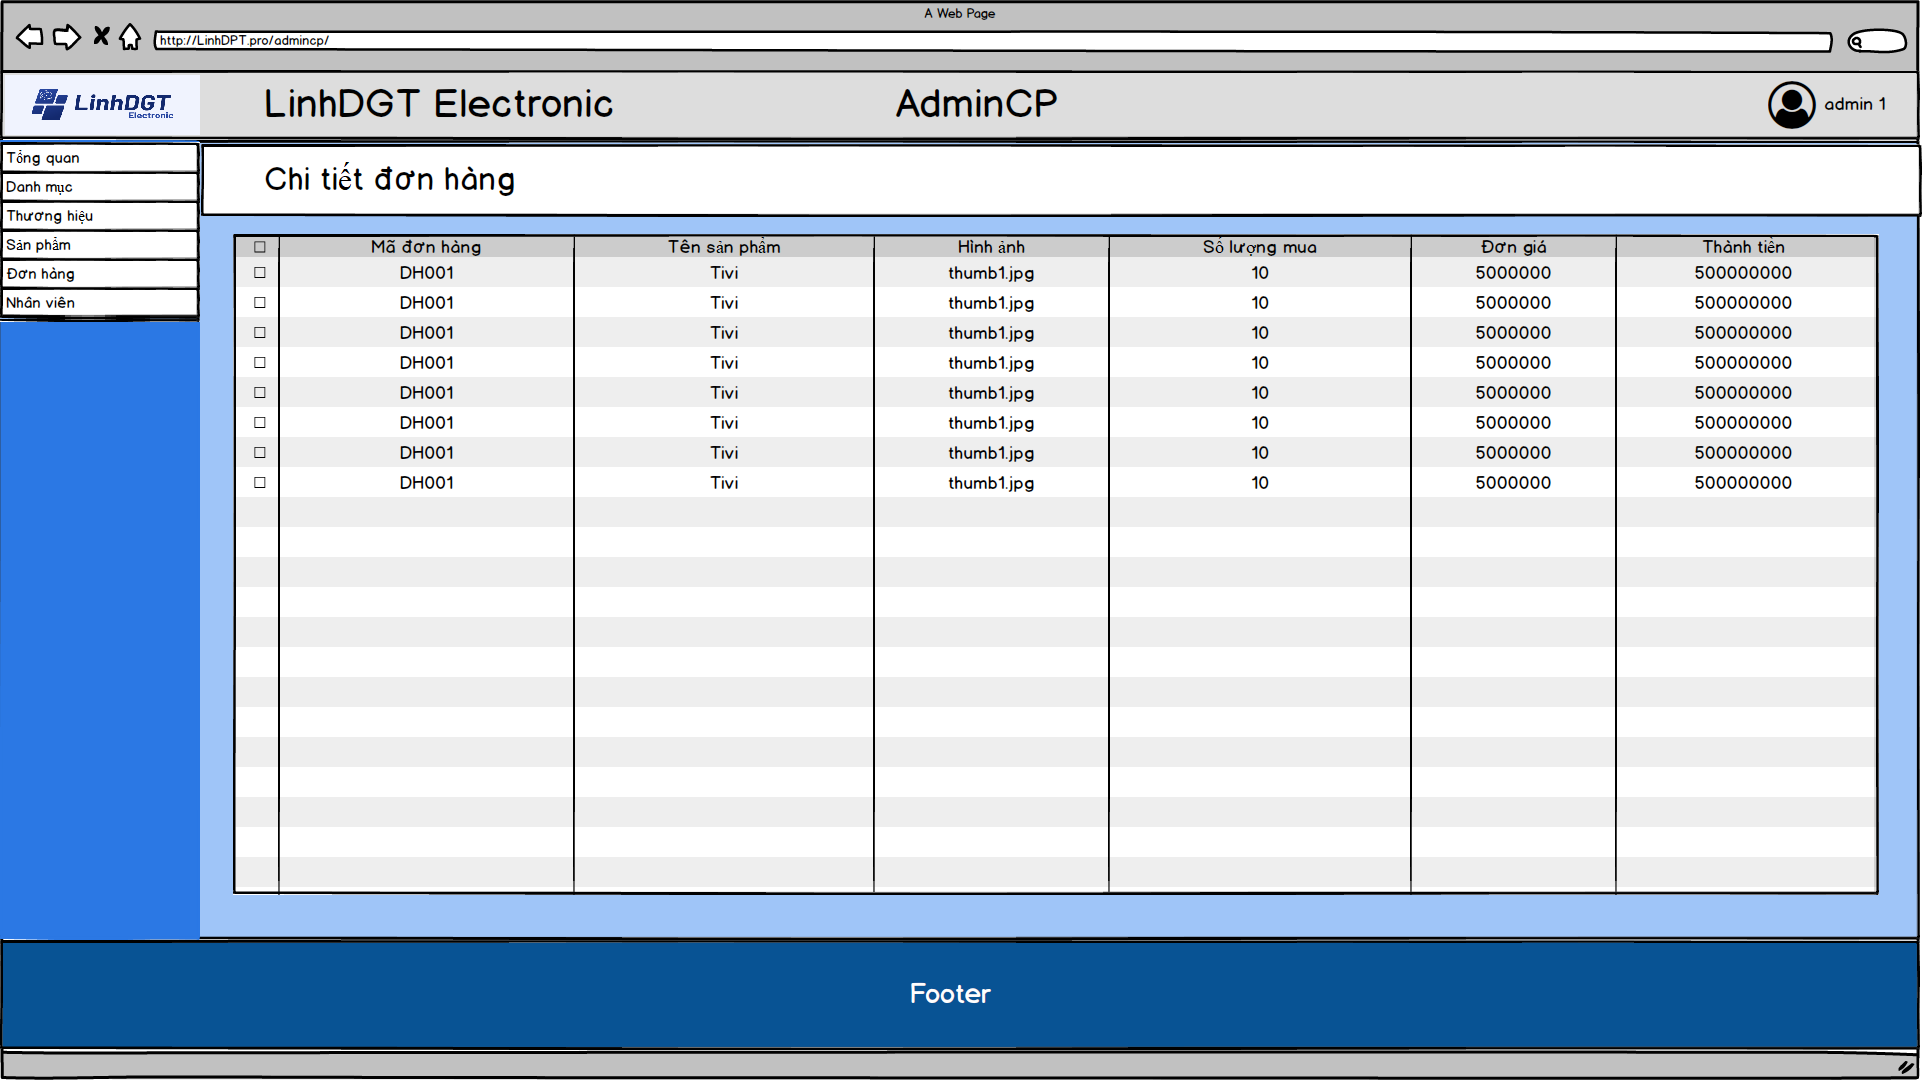 A Web Page
http://LinhDPT.pro/admincp/
LinhDGT
Electronic
LinhDGT Electronic
AdminCP
admin 1
Tổng quan
Danh mục
Thương hiệu
Sản phẩm
Đơn hàng
Nhân viên
Chi tiết đơn hàng
Mã đơn hàng Tên sản phẩm Hình ảnh Số lượng mua Đơn giá Thành tiền
DH001 Tivi thumb1.jpg 10 5000000 500000000
DH001 Tivi thumb1.jpg 10 5000000 500000000
DH001 Tivi thumb1.jpg 10 5000000 500000000
DH001 Tivi thumb1.jpg 10 5000000 500000000
DH001 Tivi thumb1.jpg 10 5000000 500000000
DH001 Tivi thumb1.jpg 10 5000000 500000000
DH001 Tivi thumb1.jpg 10 5000000 500000000
DH001 Tivi thumb1.jpg 10 5000000 500000000
Footer